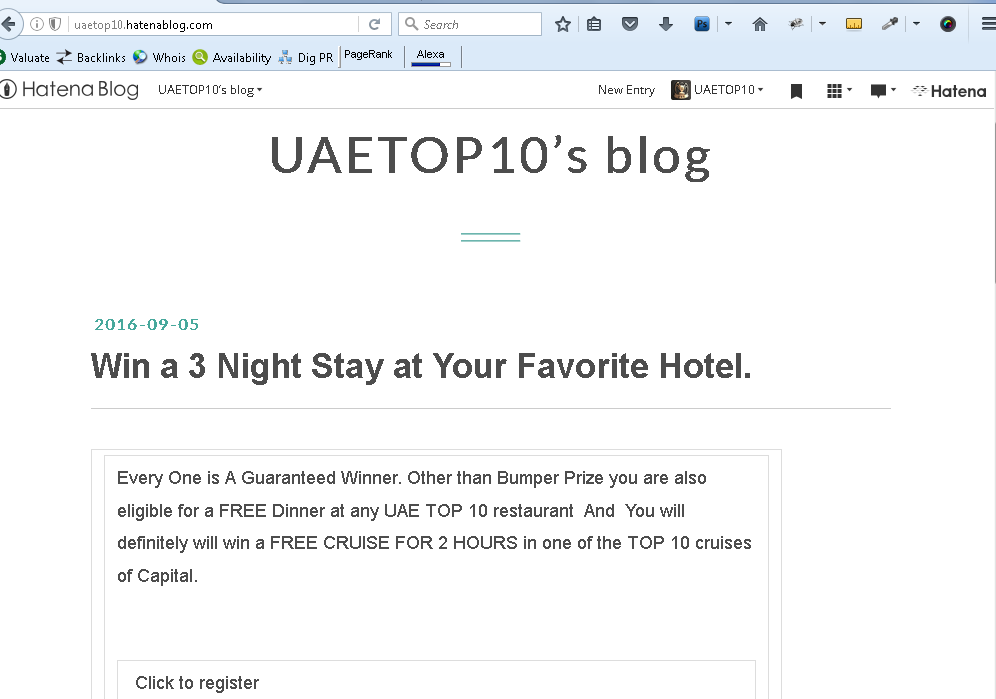 uaetop10.hatenablog.com
Search
Ps
Valuate Backlinks Whois Availability Dig PR PageRank Alexa
Hatena Blog UAETOP10's blog New Entry UAETOP10 Hatena
UAETOP10’s blog
2016-09-05
Win a 3 Night Stay at Your Favorite Hotel.
Every One is A Guaranteed Winner. Other than Bumper Prize you are also
eligible for a FREE Dinner at any UAE TOP 10 restaurant And You will
definitely will win a FREE CRUISE FOR 2 HOURS in one of the TOP 10 cruises
of Capital.
Click to register